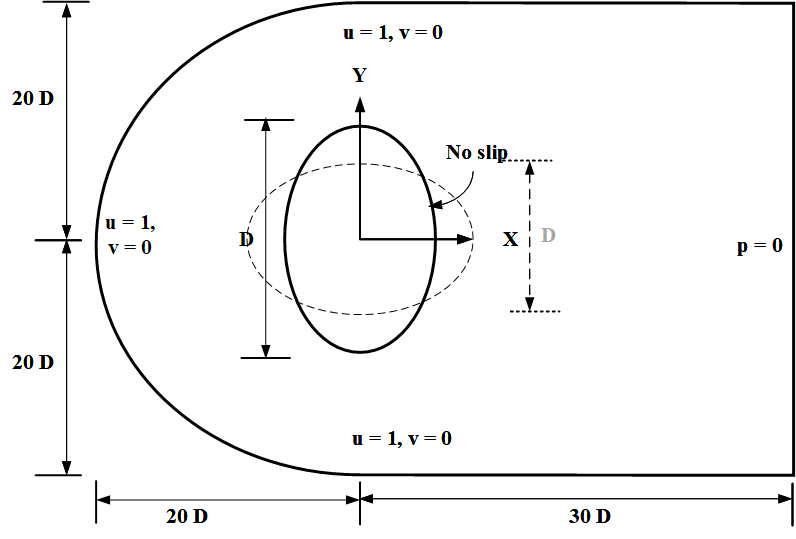 u = 1, v = 0
Y
20 D
No slip
u = 1,
v = 0
D
X
D
p = 0
20 D
u = 1, v = 0
20 D
30 D